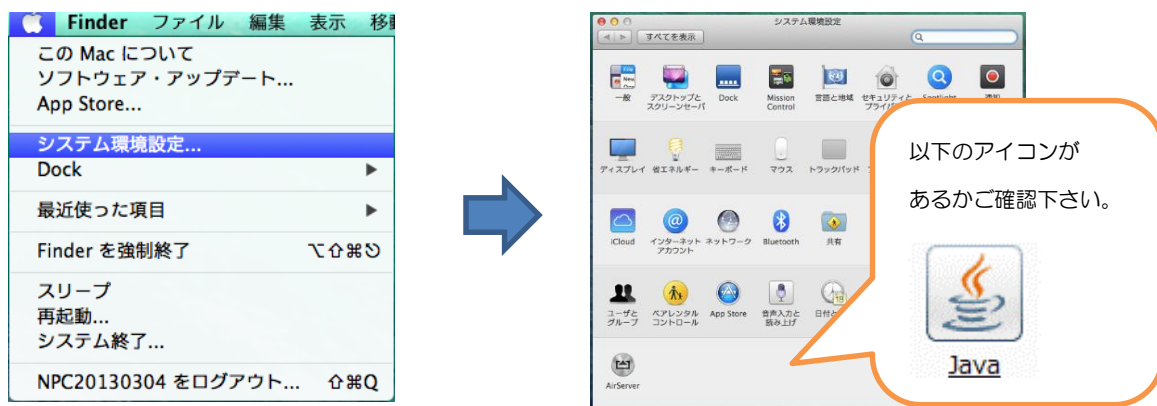 Finder ファイル 編集 表示
この Mac について
ソフトウェア・アップデート...
App Store...
システム環境設定...
Dock
最近使った項目
Finder を強制終了 ⌥⇧⌘⎋
スリープ
再起動...
システム終了...
NPC20130304 をログアウト... ⇧⌘Q
システム環境設定
すべてを表示
一般
デスクトップと
スクリーンセーバ
Dock
Mission
Control
言語と地域
セキュリティと
ディスプレイ
省エネルギー
キーボード
マウス
トラックパッド
iCloud
インターネット
アカウント
ネットワーク
Bluetooth
共有
ユーザと
グループ
ペアレンタル
コントロール
App Store
音声入力と
読み上げ
AirServer
以下のアイコンが
あるかご確認下さい。
Java